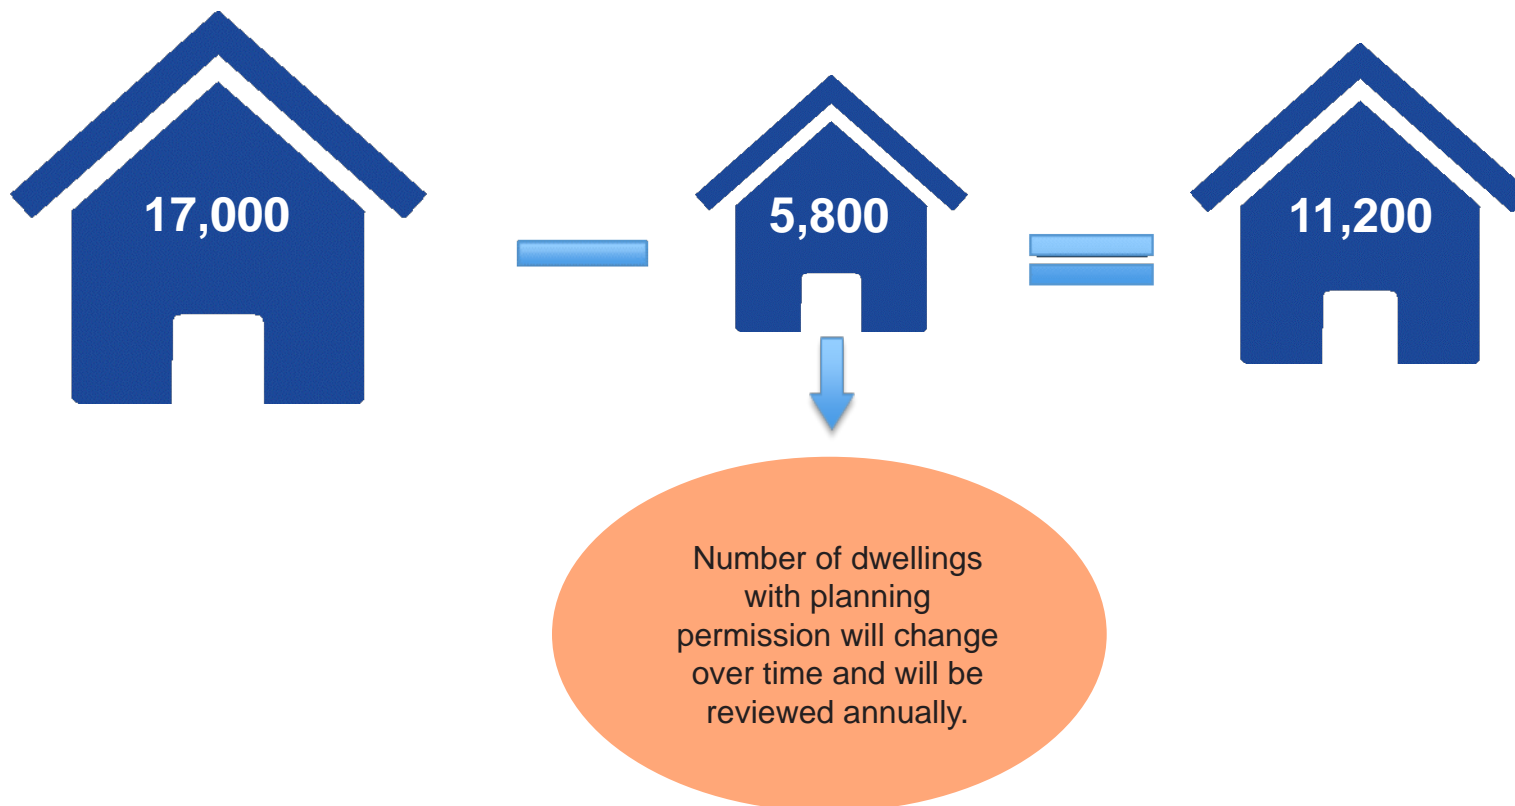 17,000
5,800
11,200
Number of dwellings
with planning
permission will change
over time and will be
reviewed annually.